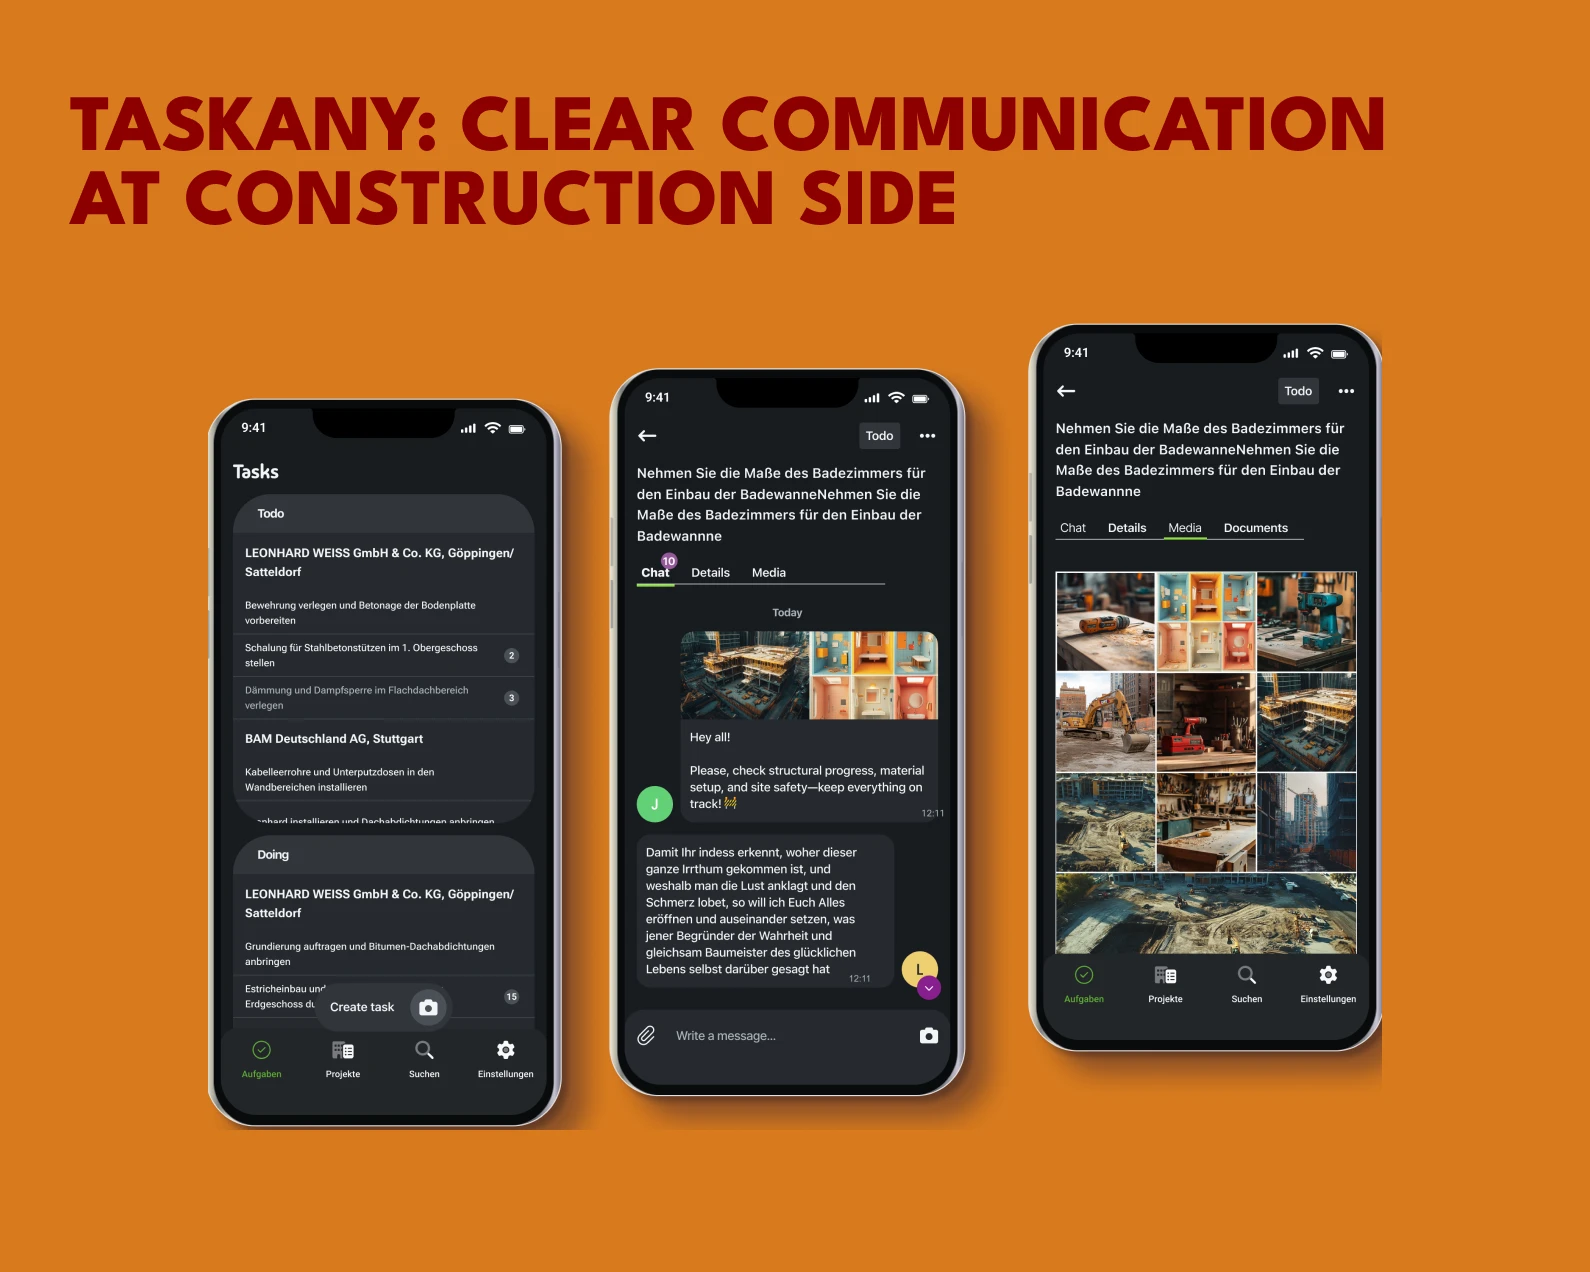 TASKANY: CLEAR COMMUNICATION
AT CONSTRUCTION SIDE
9:41
Tasks
Todo
LEONHARD WEISS GmbH & Co. KG, Göppingen/
Satteldorf
Bewehrung verlegen und Betonage der Bodenplatte
vorbereiten
Schalung für Stahlbetonstützen im 1. Obergeschoss
stellen
2
Dämmung und Dampfsperre im Flachdachbereich
verlegen
3
BAM Deutschland AG, Stuttgart
Kabelleerrohre und Unterputzdosen in den
Wandbereichen installieren
installieren und Dachabdichtungen anbringen
Doing
LEONHARD WEISS GmbH & Co. KG, Göppingen/
Satteldorf
Grundierung auftragen und Bitumen-Dachabdichtungen
anbringen
Estricheinbau und
Erdgeschoss
15
Create task
Aufgaben
Projekte
Suchen
Einstellungen
9:41
Todo
Nehmen Sie die Maße des Badezimmers für
den Einbau der BadewanneNehmen Sie die
Maße des Badezimmers für den Einbau der
Badewannne
10
Chat
Details
Media
Today
Hey all!
Please, check structural progress, material
setup, and site safety—keep everything on
track!🚧
12:11
J
Damit Ihr indess erkennt, woher dieser
ganze Irrthum gekommen ist, und
weshalb man die Lust anklagt und den
Schmerz lobet, so will ich Euch Alles
eröffnen und auseinander setzen, was
jener Begründer der Wahrheit und
gleichsam Baumeister des glücklichen
Lebens selbst darüber gesagt hat
12:11
L
Write a message...
9:41
Todo
Nehmen Sie die Maße des Badezimmers für
den Einbau der BadewanneNehmen Sie die
Maße des Badezimmers für den Einbau der
Badewannne
Chat
Details
Media
Documents
Aufgaben
Projekte
Suchen
Einstellungen